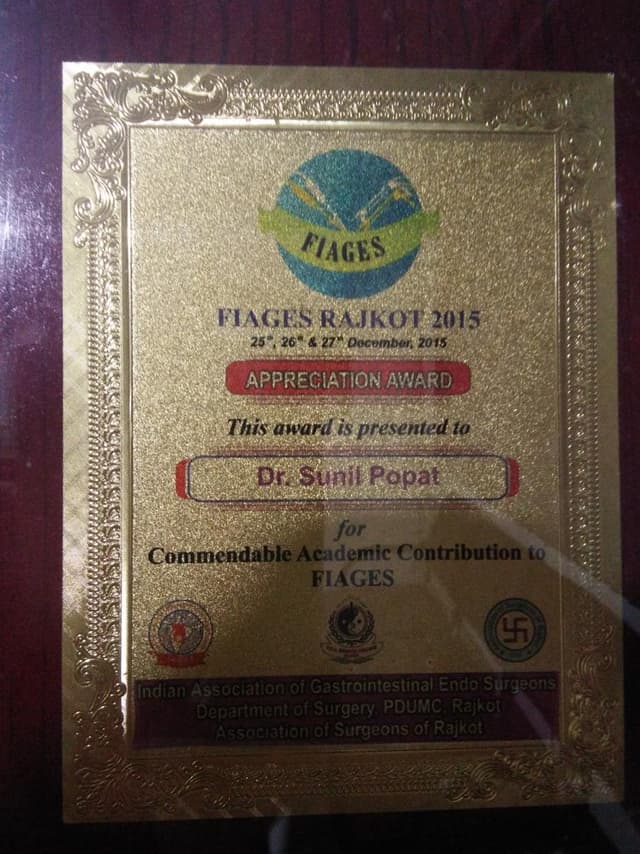 FIAGES
FIAGES RAJKOT 2015
25th, 26th & 27th December, 2015
APPRECIATION AWARD
This award is presented to
Dr. Sunil Popat
for
Commendable Academic Contribution to
FIAGES
Indian Association of Gastrointestinal Endo Surgeons
Department of Surgery, PDUMC, Rajkot
Association of Surgeons of Rajkot